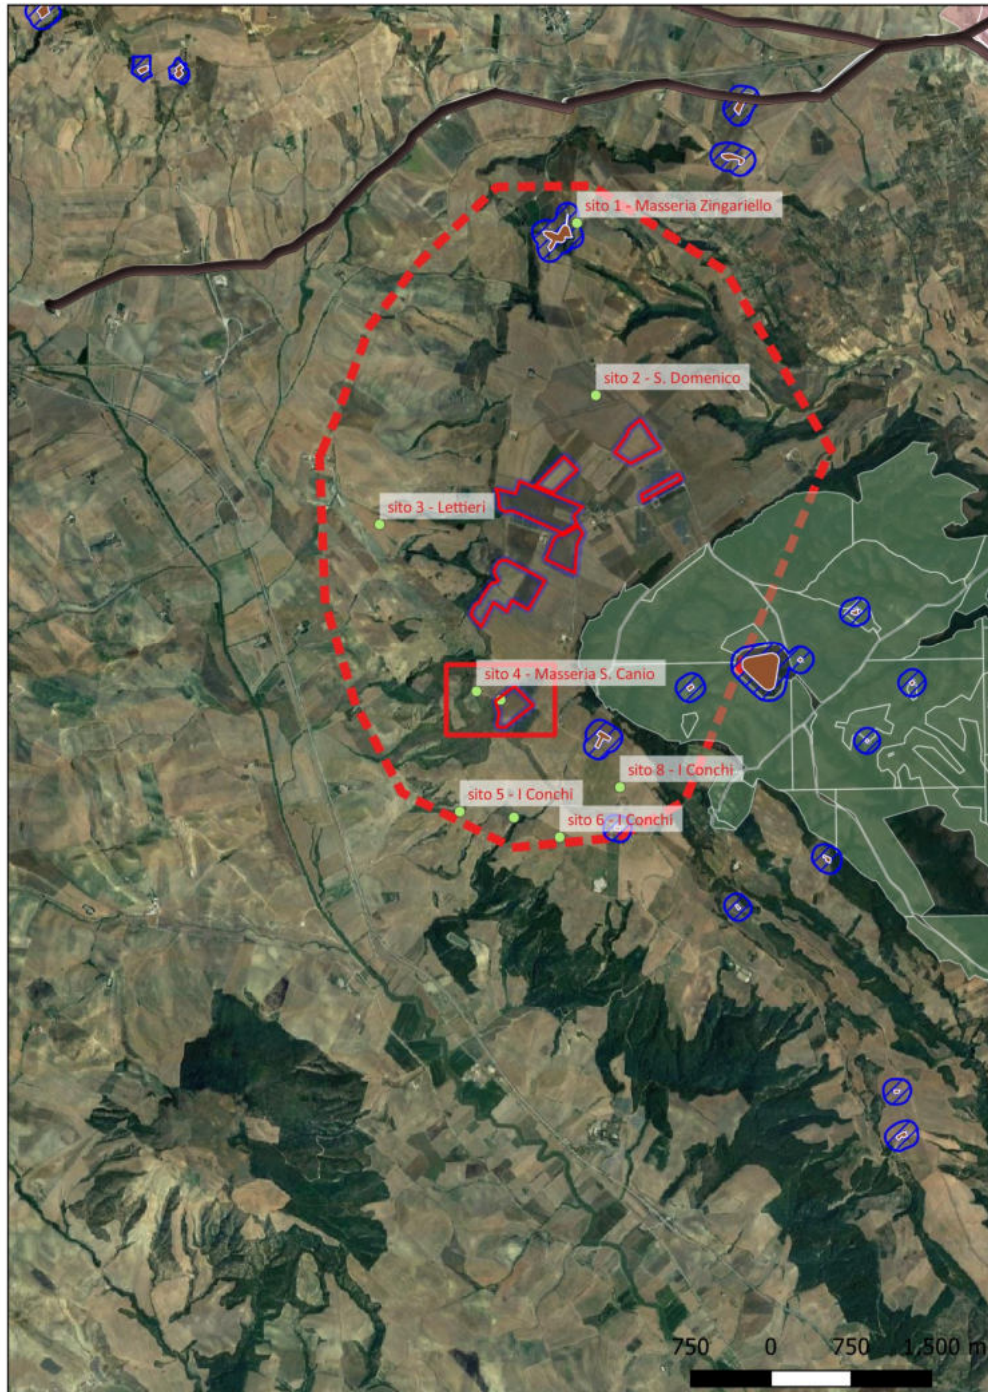 sito 1 - Masseria Zingariello
sito 2 - S. Domenico
sito 3 - Lettieri
sito 4 - Masseria S. Canio
sito 8 - I Conchi
sito 5 - I Conchi
sito 6 - I Conchi
750 0 750 1,500 m